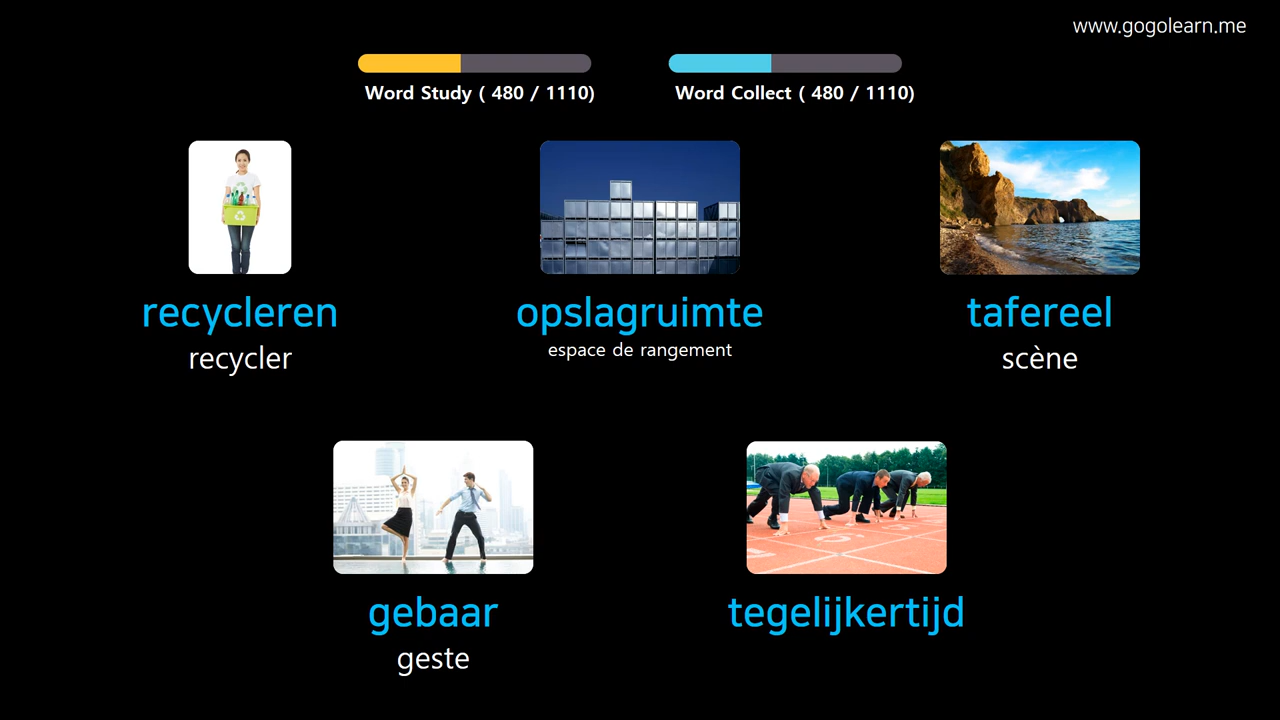 www.gogolearn.me
Word Study ( 480 / 1110)
Word Collect ( 480 / 1110)
recycleren
recycler
opslagruimte
espace de rangement
tafereel
scène
gebaar
geste
tegelijkertijd